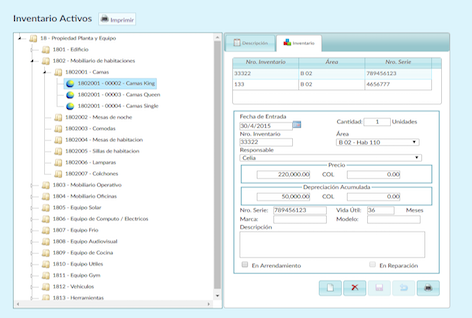 Inventario Activos Imprimir
18 - Propiedad Planta y Equipo
1801 - Edificio
1802 - Mobiliario de habitaciones
1802001 - Camas
1802001 - 00002 - Camas King
1802001 - 00003 - Camas Queen
1802001 - 00004 - Camas Single
1802002 - Mesas de noche
1802003 - Comodas
1802004 - Mesas de habitacion
1802005 - Sillas de habitacion
1802006 - Lamparas
1802007 - Colchones
1803 - Mobiliario Operativo
1804 - Mobiliario Oficinas
1805 - Equipo Solar
1806 - Equipo de Computo / Electricos
1807 - Equipo Frio
1808 - Equipo Audiovisual
1809 - Equipo de Cocina
1810 - Equipo Utiles
1811 - Equipo Gym
1812 - Vehiculos
1813 - Herramientas
Descripción Inventario
Nro. Inventario Área Nro. Serie
33322 B 02 789456123
133 B 02 4656777
Fecha de Entrada
30/4/2015 Cantidad: 1 Unidades
Nro. Inventario Área
33322 B 02 - Hab 110
Responsable
Celia
Precio
220,000.00 COL 0.00
Depreciación Acumulada
50,000.00 COL 0.00
Nro. Serie: 789456123 Vida Útil: 36 Meses
Marca: Modelo:
Descripción
En Arrendamiento En Reparación